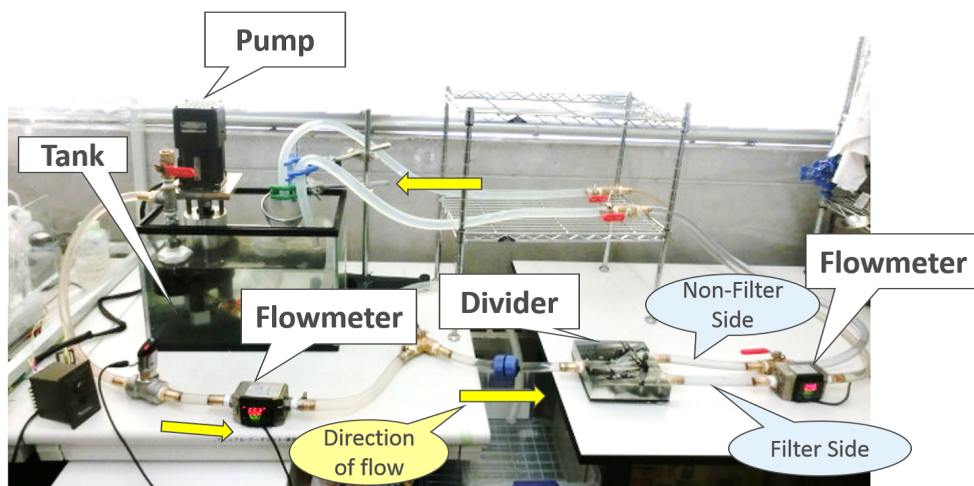 Pump
Tank
Flowmeter
Divider
Non-Filter
Side
Flowmeter
Direction
of flow
Filter Side